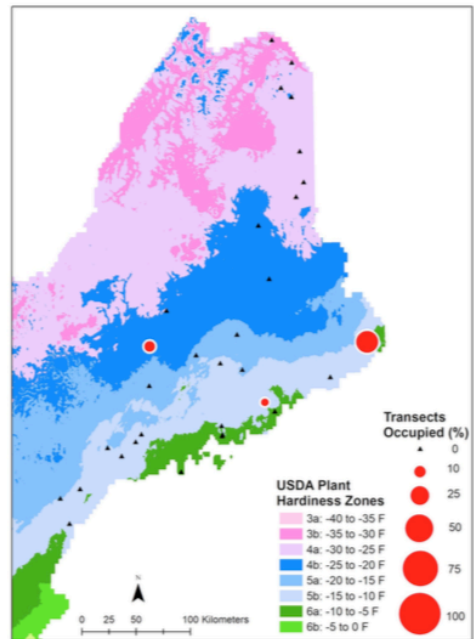 Transects
Occupied (%)
0
10
25
50
75
100
USDA Plant
Hardiness Zones
3a: -40 to -35 F
3b: -35 to -30 F
4a: -30 to -25 F
4b: -25 to -20 F
5a: -20 to -15 F
5b: -15 to -10 F
6a: -10 to -5 F
6b: -5 to 0 F
N
0 25 50 100 Kilometers